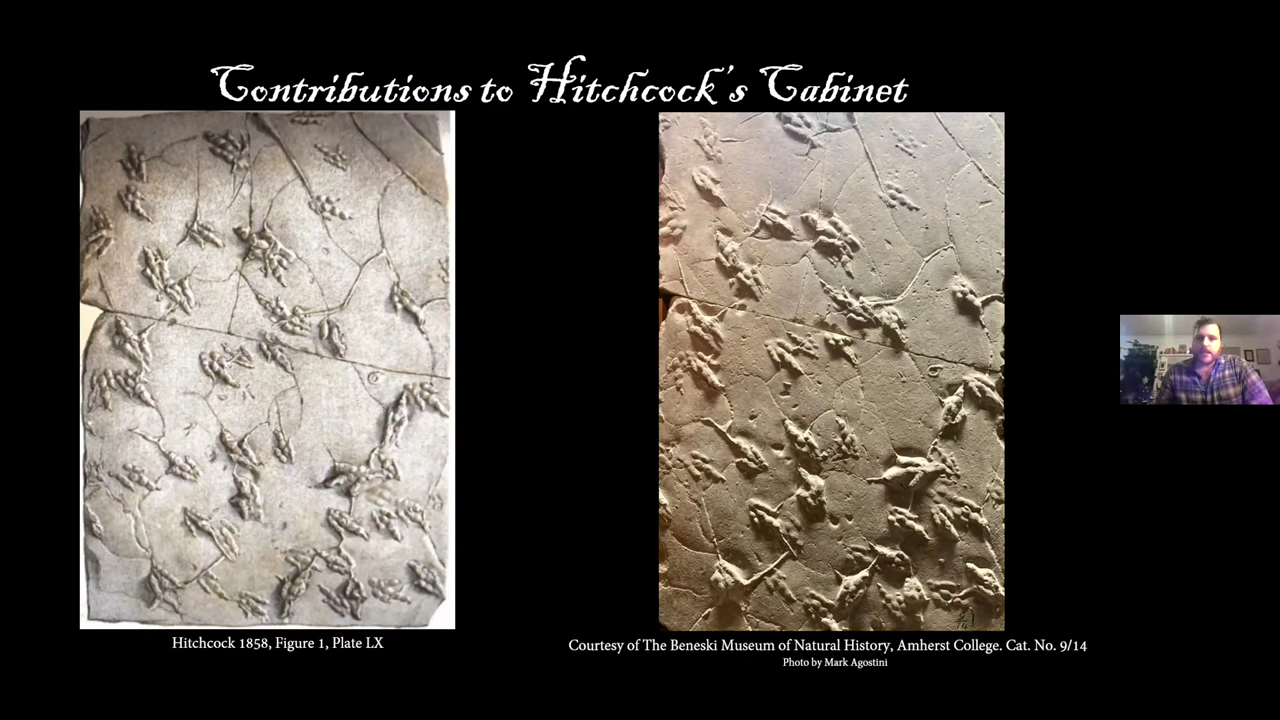 Contributions to Hitchcock's Cabinet
Hitchcock 1858, Figure 1, Plate LX
Courtesy of The Beneski Museum of Natural History, Amherst College. Cat. No. 9/14
Photo by Mark Agostini